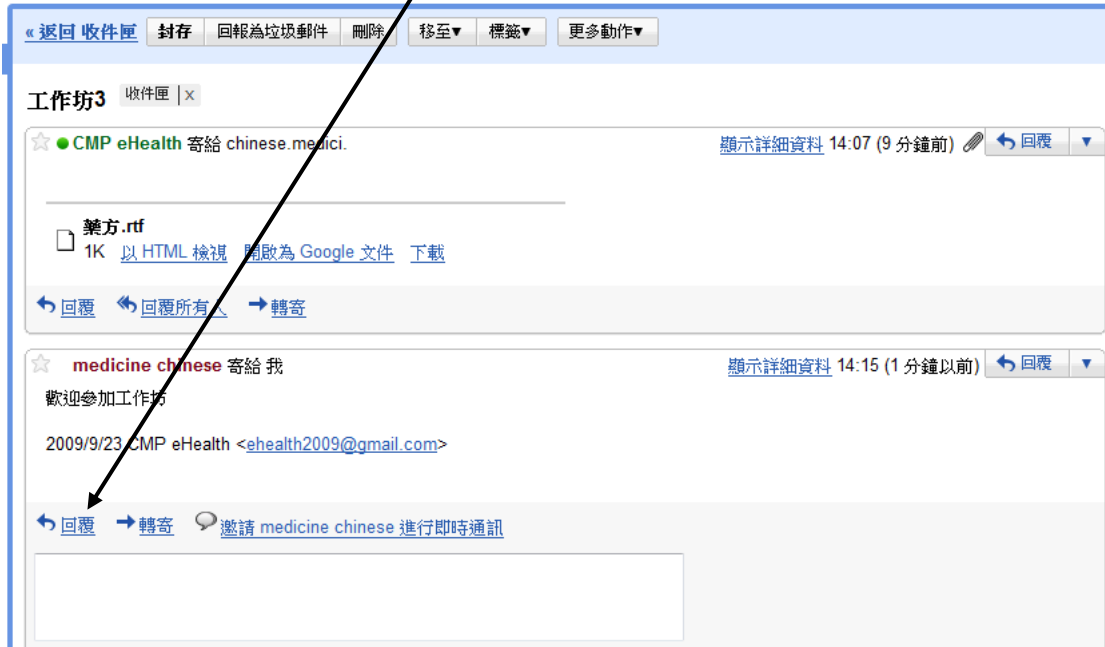 « 返回 收件匣 封存 回報為垃圾郵件 刪除 移至▼ 標籤▼ 更多動作▼
工作坊3 收件匣 | x
CMP eHealth 寄給 chinese.medici. 顯示詳細資料 14:07 (9 分鐘前) 回覆 ▼
藥方.rtf
1K 以 HTML 檢視 開啟為 Google 文件 下載
回覆 回覆所有人 轉寄
medicine chinese 寄給 我 顯示詳細資料 14:15 (1 分鐘以前) 回覆 ▼
歡迎參加工作坊
2009/9/23 CMP eHealth <ehealth2009@gmail.com>
回覆 轉寄 邀請 medicine chinese 進行即時通訊